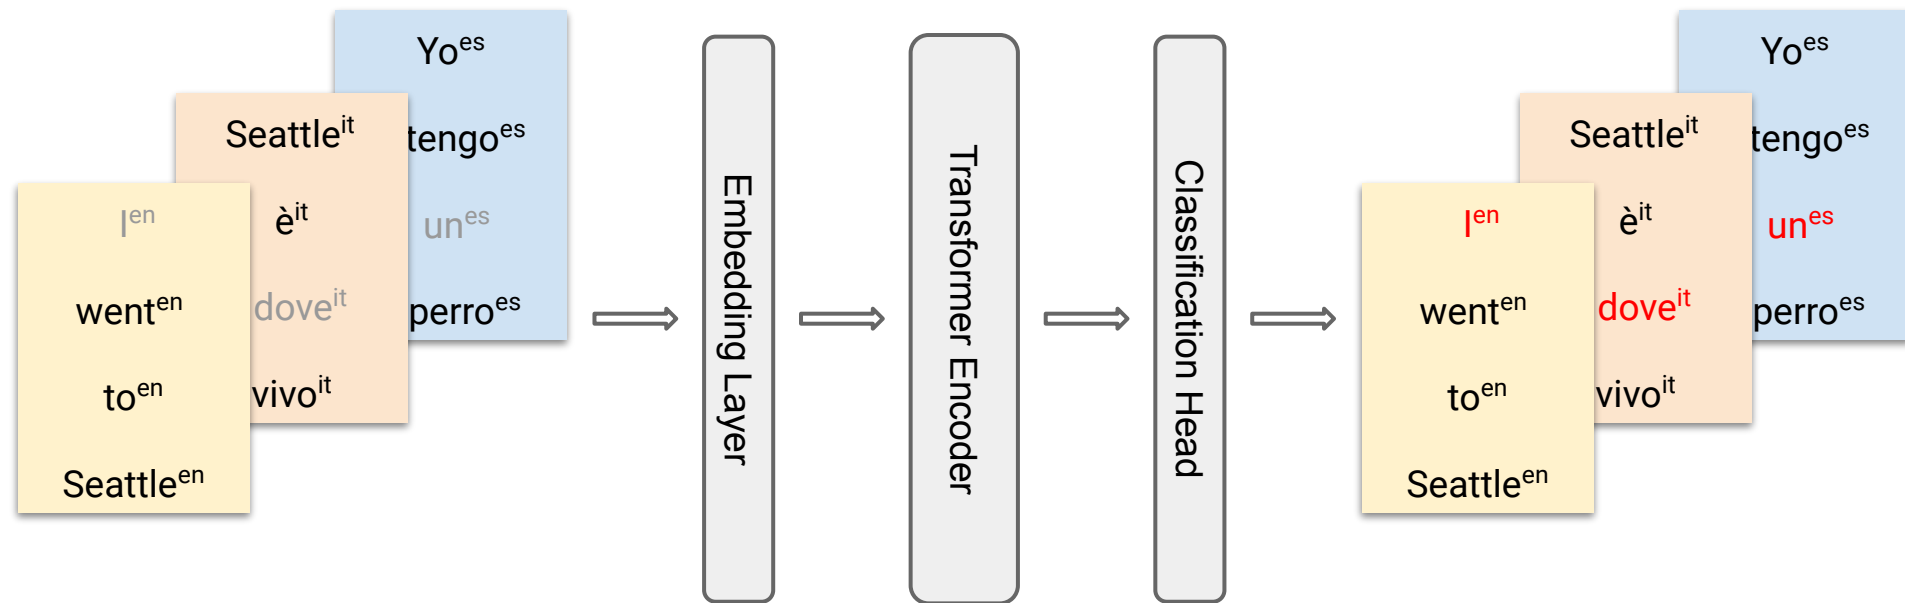 I^en
went^en
to^en
Seattle^en
Seattle^it
è^it
dove^it
vivo^it
Yo^es
tengo^es
un^es
perro^es
Embedding Layer
Transformer Encoder
Classification Head
I^en
went^en
to^en
Seattle^en
Seattle^it
è^it
dove^it
vivo^it
Yo^es
tengo^es
un^es
perro^es